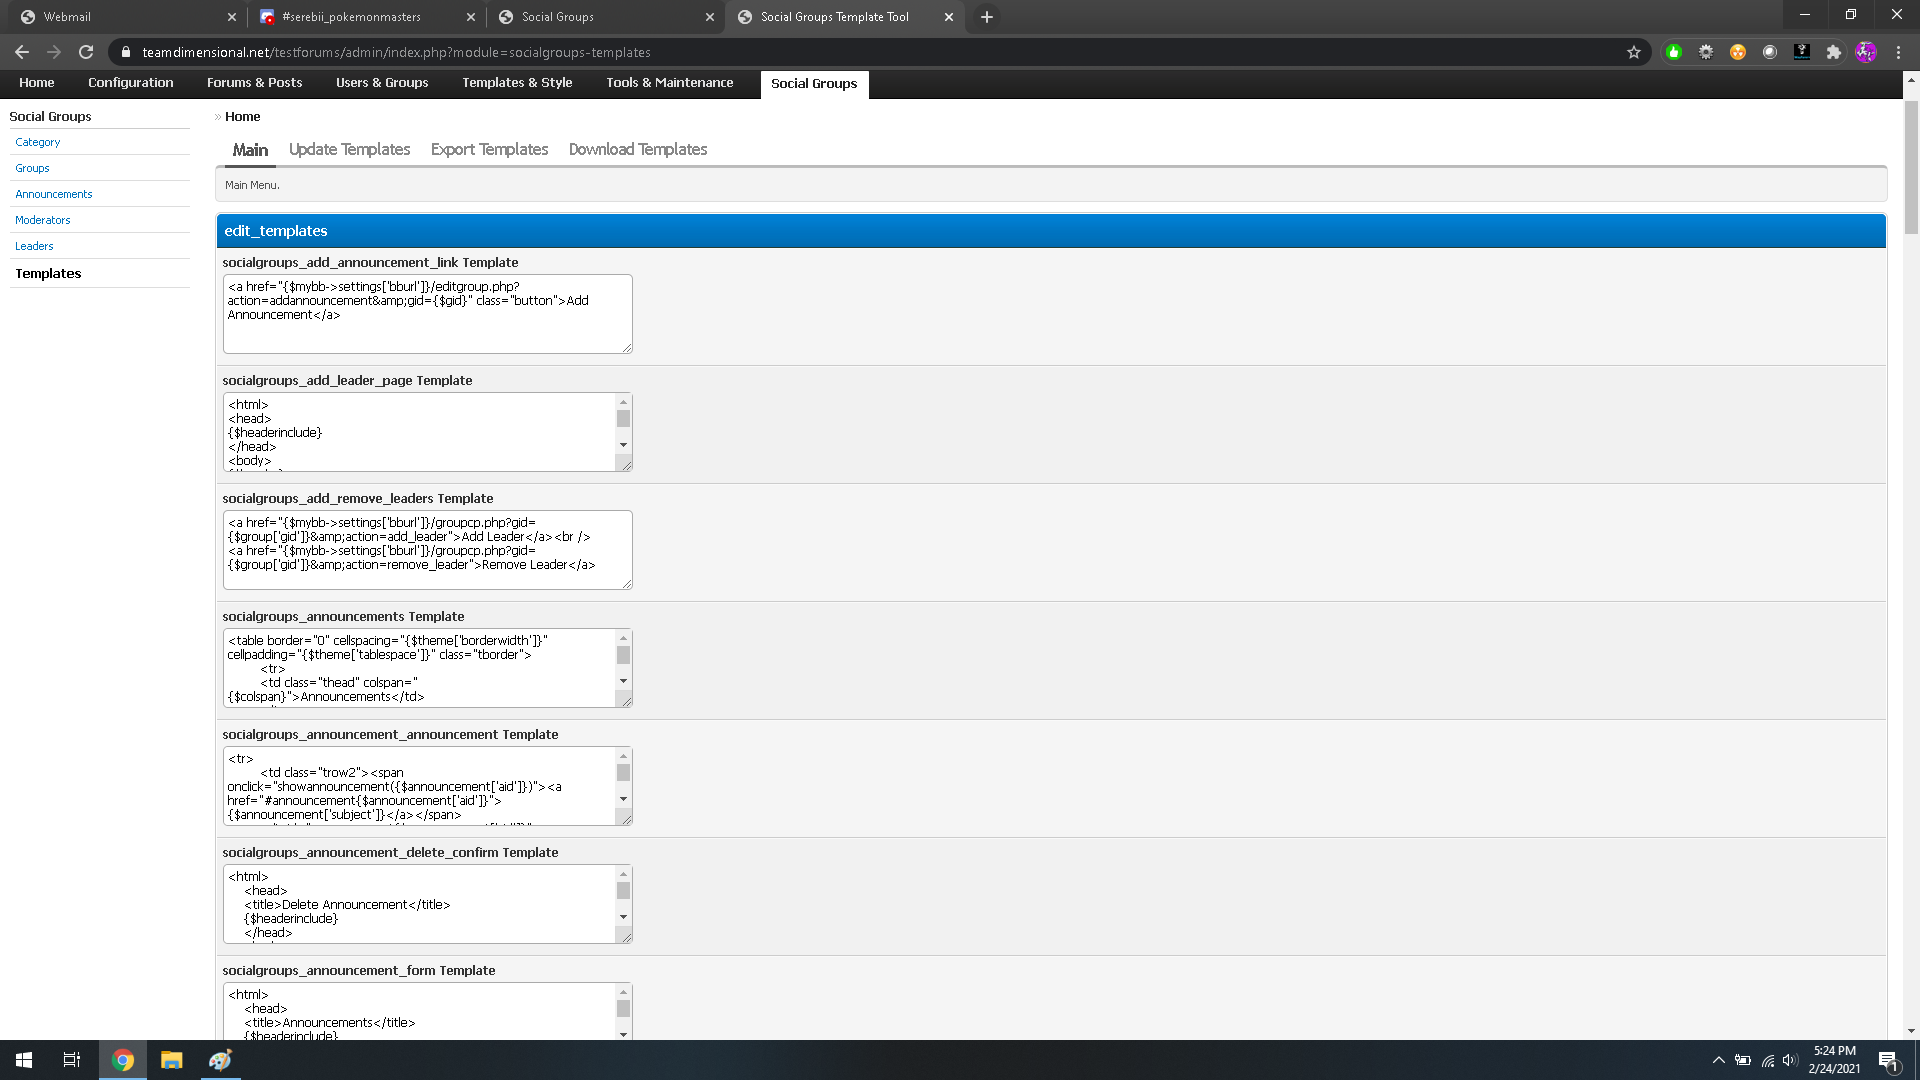 Webmail
#serebii_pokemonmasters
Social Groups
Social Groups Template Tool
teamdimensional.net/testforums/admin/index.php?module=socialgroups-templates
Home
Configuration
Forums & Posts
Users & Groups
Templates & Style
Tools & Maintenance
Social Groups
Social Groups
Category
Groups
Announcements
Moderators
Leaders
Templates
» Home
Main
Update Templates
Export Templates
Download Templates
Main Menu.
edit_templates
socialgroups_add_announcement_link Template
<a href="{$mybb->settings['bburl']}/editgroup.php?
action=addannouncement&amp;gid={$gid}" class="button">Add
Announcement</a>
socialgroups_add_leader_page Template
<html>
<head>
{$headerinclude}
</head>
<body>
socialgroups_add_remove_leaders Template
<a href="{$mybb->settings['bburl']}/groupcp.php?gid=
{$group['gid']}&amp;action=add_leader">Add Leader</a><br />
<a href="{$mybb->settings['bburl']}/groupcp.php?gid=
{$group['gid']}&amp;action=remove_leader">Remove Leader</a>
socialgroups_announcements Template
<table border="0" cellspacing="{$theme['borderwidth']}"
cellpadding="{$theme['tablespace']}" class="tborder">
<tr>
<td class="thead" colspan="
{$colspan}">Announcements</td>
socialgroups_announcement_announcement Template
<tr>
<td class="trow2"><span
onclick="showannouncement({$announcement['aid']})"><a
href="#announcement{$announcement['aid']}">
{$announcement['subject']}</a></span>
socialgroups_announcement_delete_confirm Template
<html>
<head>
<title>Delete Announcement</title>
{$headerinclude}
</head>
socialgroups_announcement_form Template
<html>
<head>
<title>Announcements</title>
{$headerinclude}
5:24 PM
2/24/2021
1